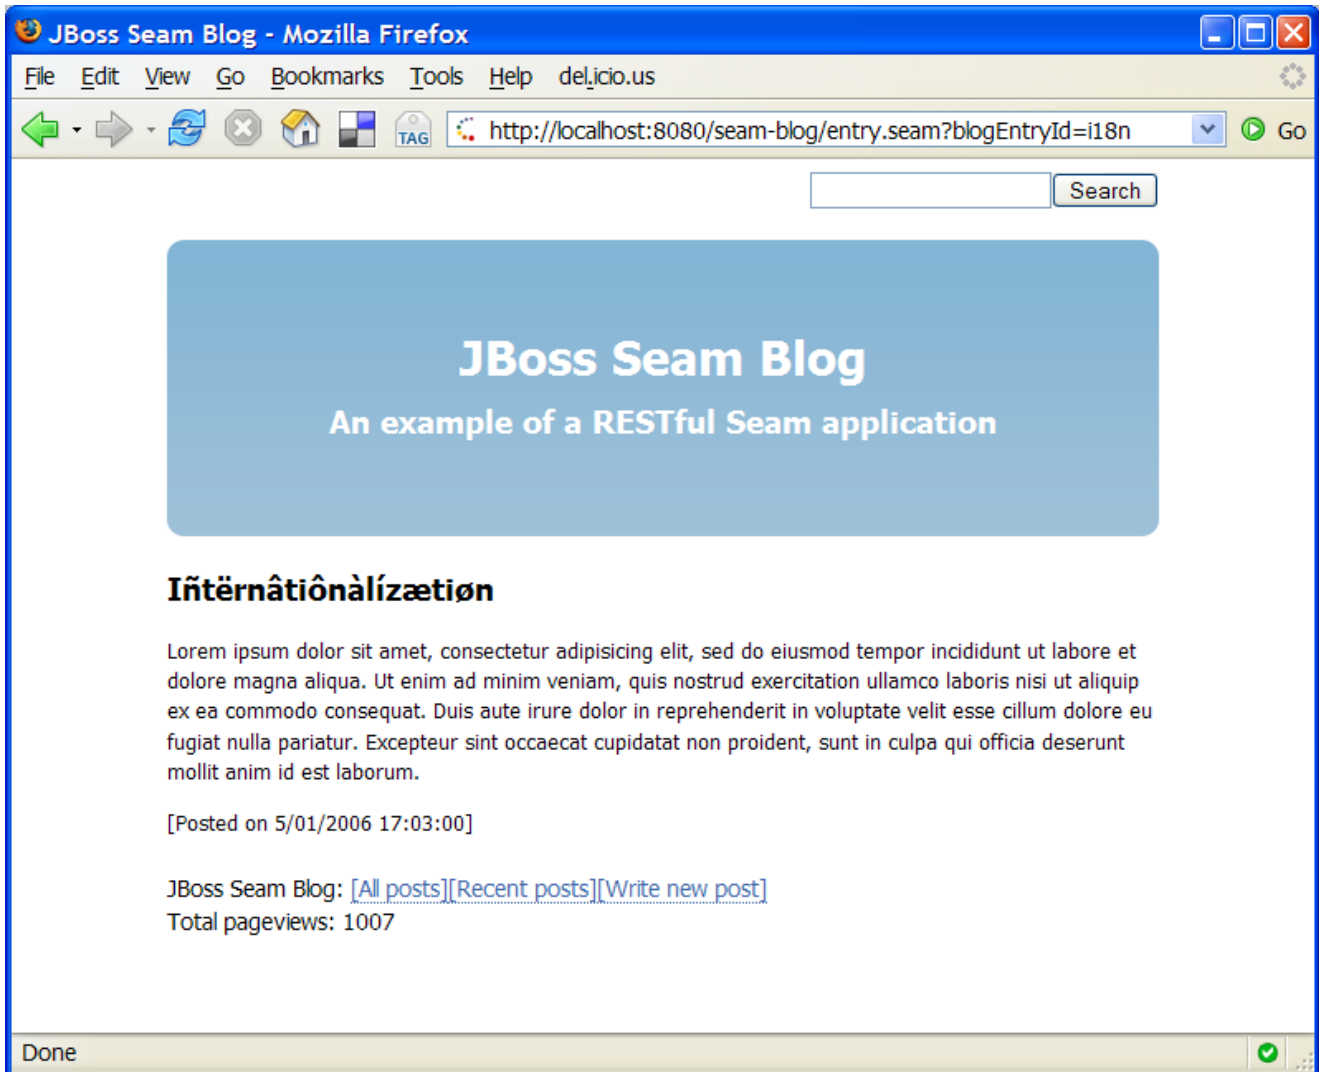 JBoss Seam Blog - Mozilla Firefox
File Edit View Go Bookmarks Tools Help del.icio.us
TAG http://localhost:8080/seam-blog/entry.seam?blogEntryId=i18n Go
Search
JBoss Seam Blog
An example of a RESTful Seam application
Iñtërnâtiônàlízætiøn
Lorem ipsum dolor sit amet, consectetur adipisicing elit, sed do eiusmod tempor incididunt ut labore et
dolore magna aliqua. Ut enim ad minim veniam, quis nostrud exercitation ullamco laboris nisi ut aliquip
ex ea commodo consequat. Duis aute irure dolor in reprehenderit in voluptate velit esse cillum dolore eu
fugiat nulla pariatur. Excepteur sint occaecat cupidatat non proident, sunt in culpa qui officia deserunt
mollit anim id est laborum.
[Posted on 5/01/2006 17:03:00]
JBoss Seam Blog: [All posts][Recent posts][Write new post]
Total pageviews: 1007
Done